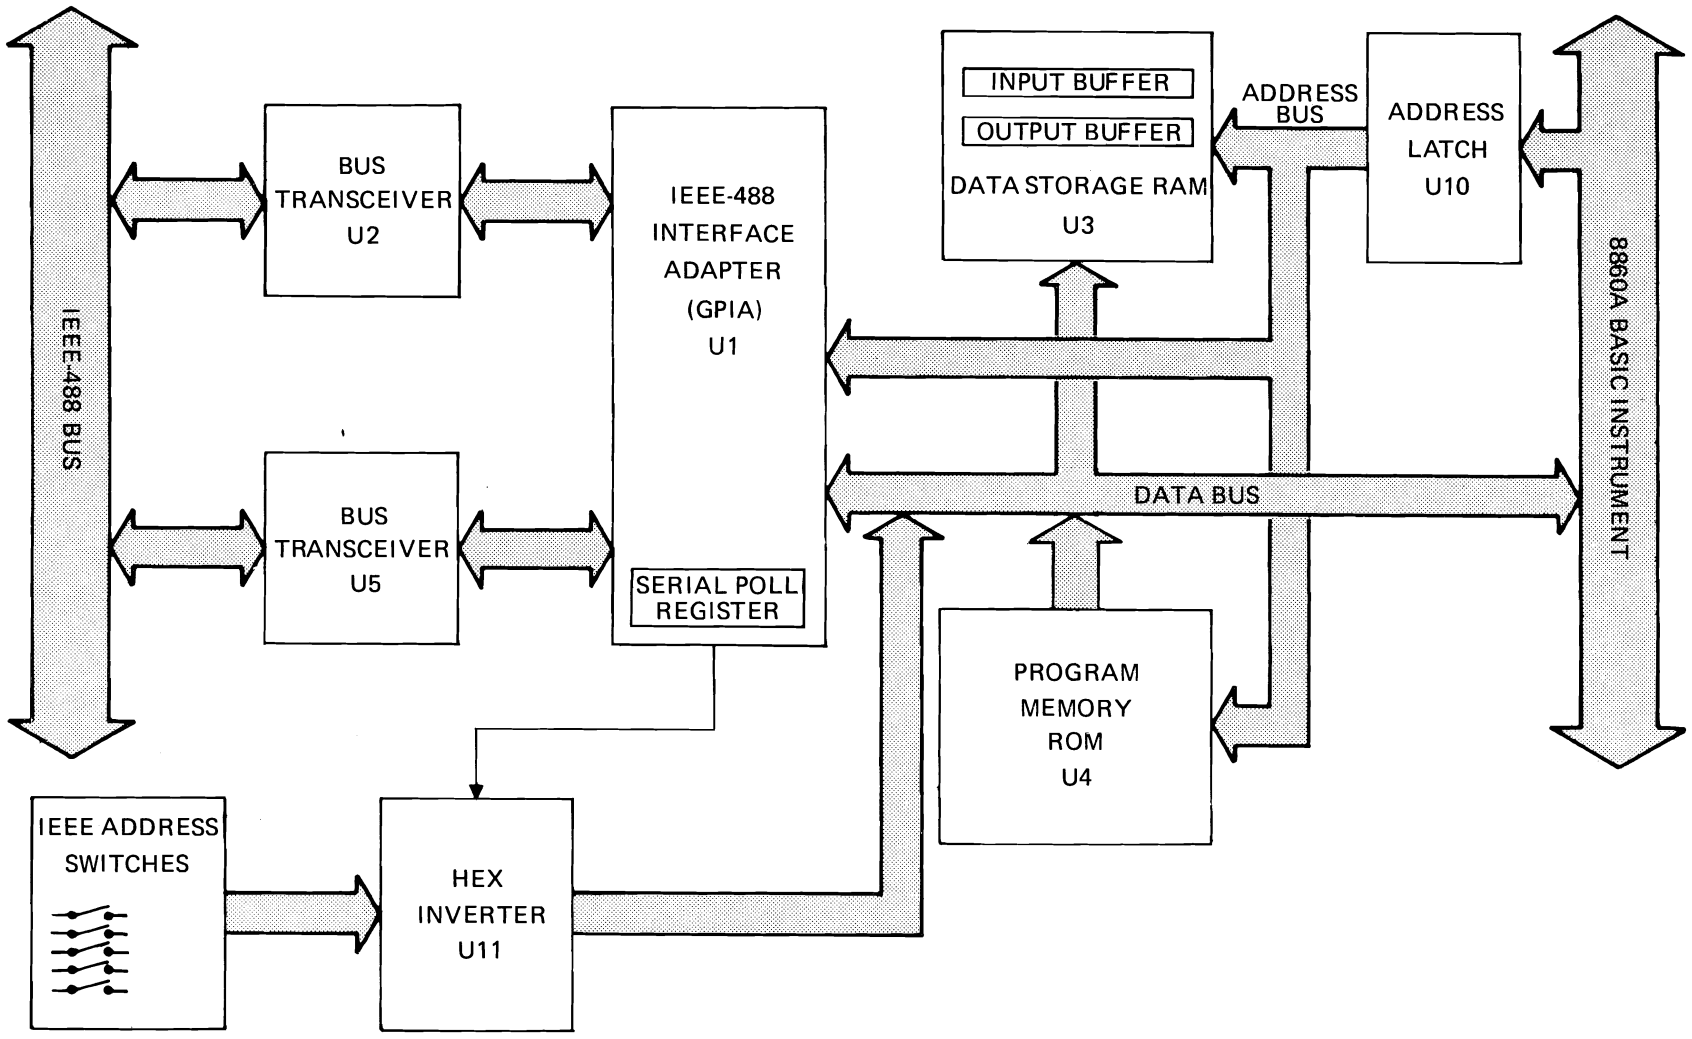 IEEE-488 BUS
BUS
TRANSCEIVER
U2
BUS
TRANSCEIVER
U5
IEEE-488
INTERFACE
ADAPTER
(GPIA)
U1
SERIAL POLL
REGISTER
INPUT BUFFER
OUTPUT BUFFER
DATA STORAGE RAM
U3
ADDRESS
BUS
ADDRESS
LATCH
U10
8860A BASIC INSTRUMENT
DATA BUS
PROGRAM
MEMORY
ROM
U4
IEEE ADDRESS
SWITCHES
HEX
INVERTER
U11